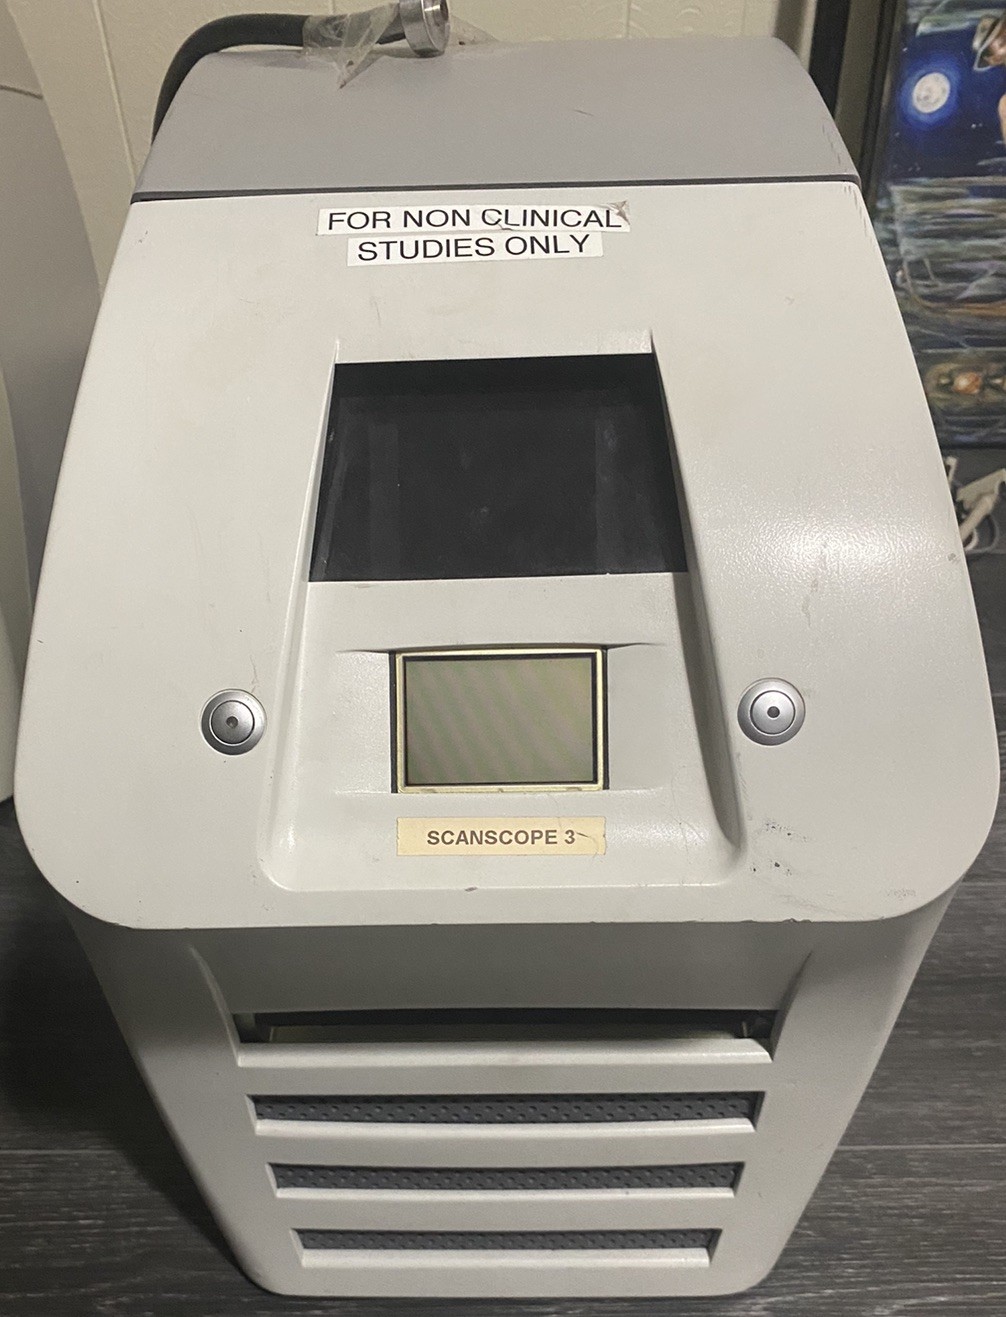 FOR NON CLINICAL
STUDIES ONLY
SCANSCOPE 3